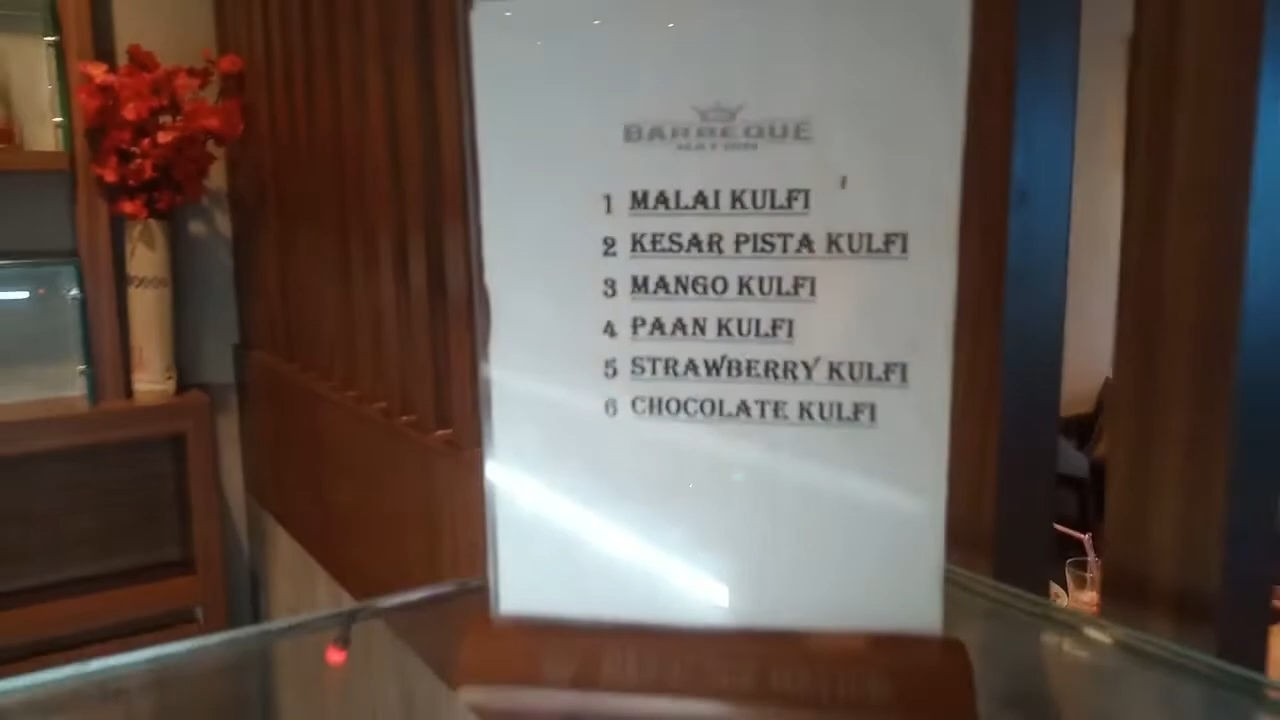 BARBEQUE
NATION
1 MALAI KULFI
2 KESAR PISTA KULFI
3 MANGO KULFI
4 PAAN KULFI
5 STRAWBERRY KULFI
6 CHOCOLATE KULFI